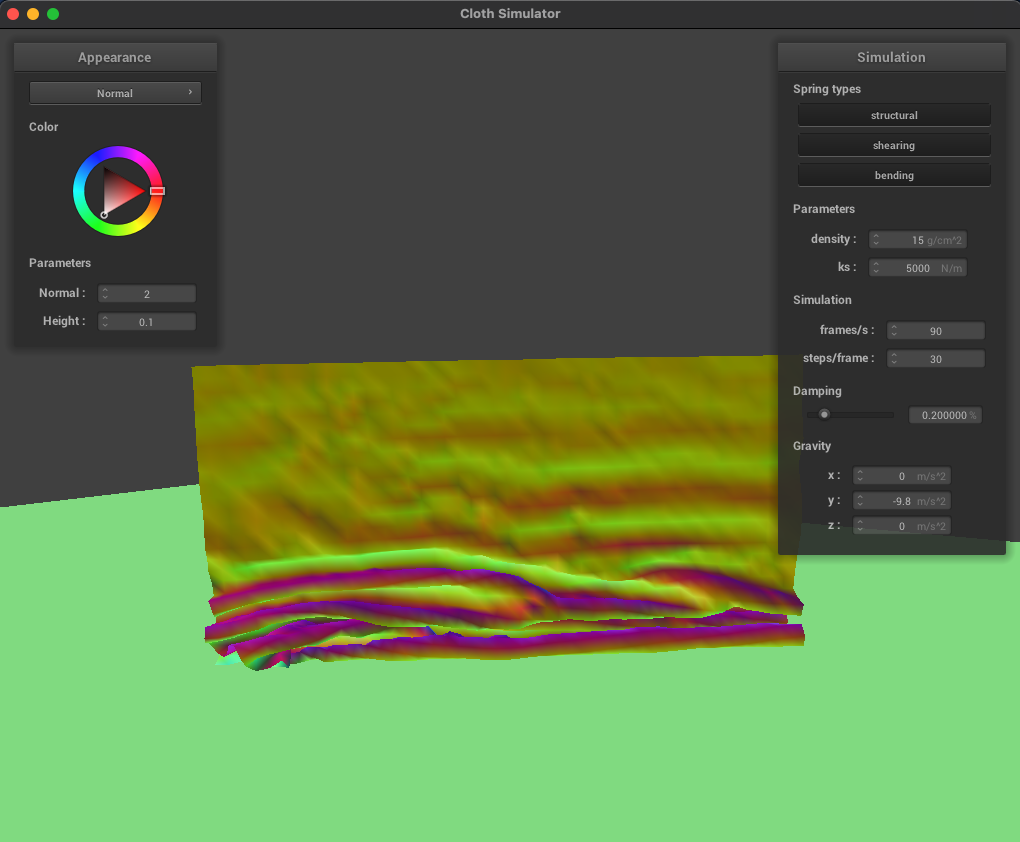 Cloth Simulator
Appearance
Normal
Color
Parameters
Normal : 2
Height : 0.1
Simulation
Spring types
structural
shearing
bending
Parameters
density : 15 g/cm^2
ks : 5000 N/m
Simulation
frames/s : 90
steps/frame : 30
Damping
0.200000 %
Gravity
x : 0 m/s^2
y : -9.8 m/s^2
z : 0 m/s^2